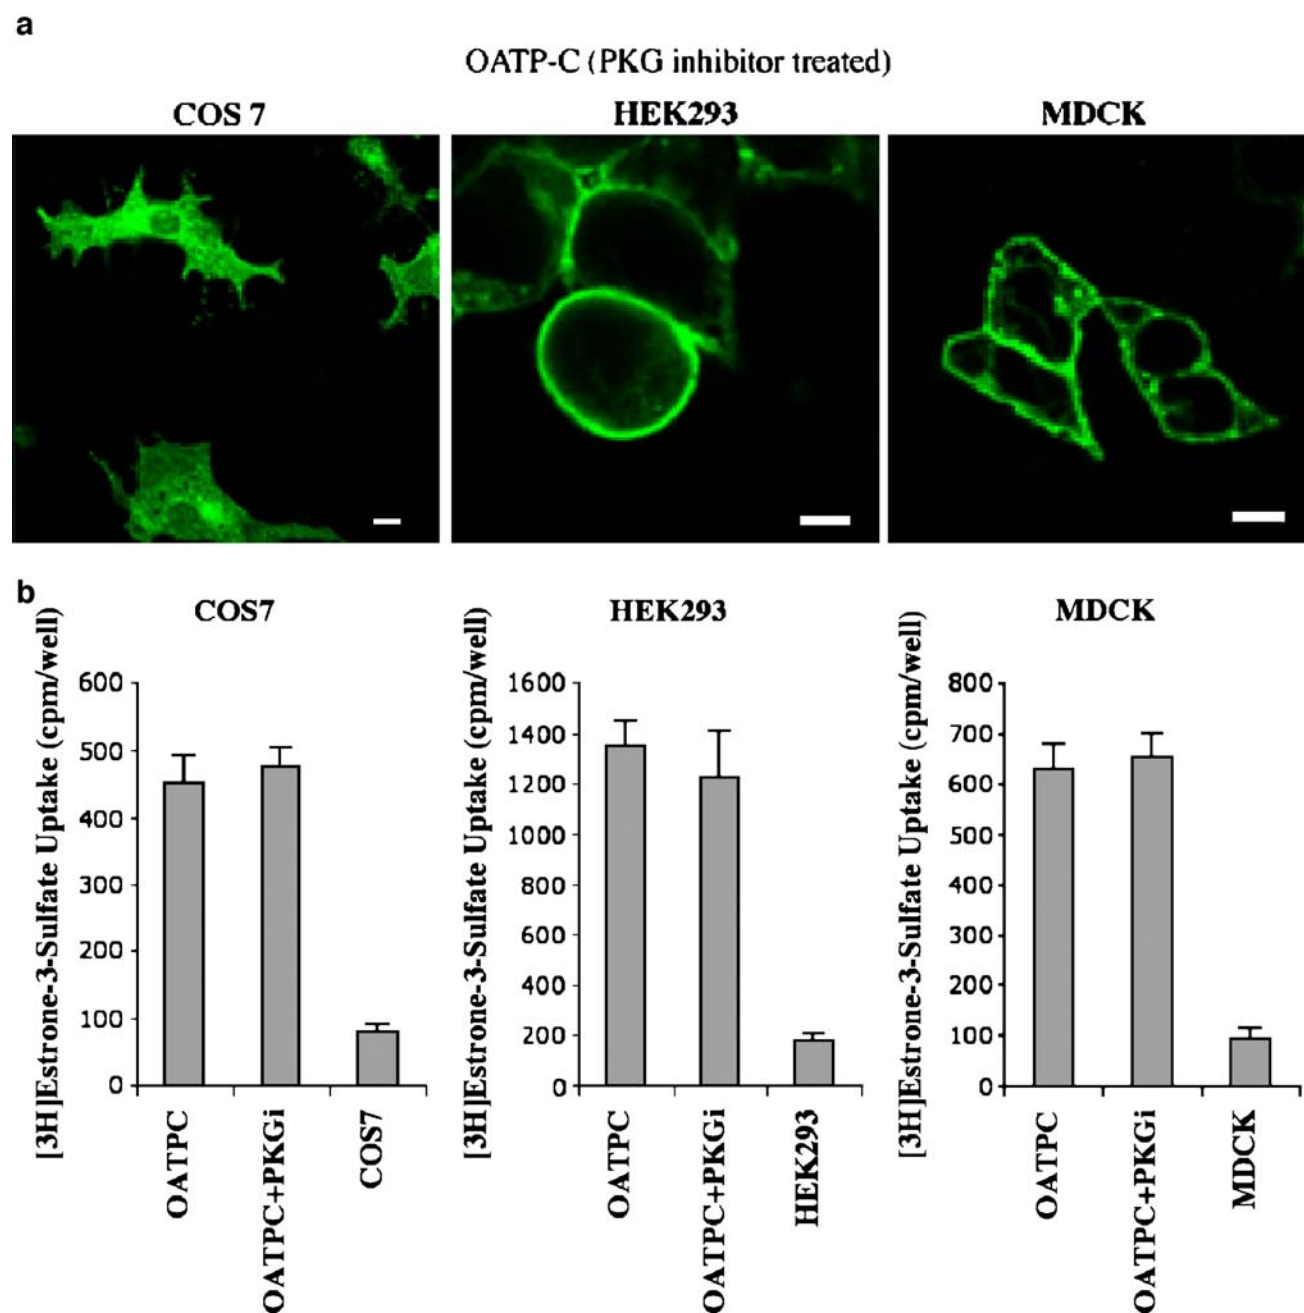 a
OATP-C (PKG inhibitor treated)
COS 7
HEK293
MDCK
b
COS7
[3H]Estrone-3-Sulfate Uptake (cpm/well)
600
500
400
300
200
100
0
OATPC
OATPC+PKGi
COS7
HEK293
[3H]Estrone-3-Sulfate Uptake (cpm/well)
1600
1400
1200
1000
800
600
400
200
0
OATPC
OATPC+PKGi
HEK293
MDCK
[3H]Estrone-3-Sulfate Uptake (cpm/well)
800
700
600
500
400
300
200
100
0
OATPC
OATPC+PKGi
MDCK